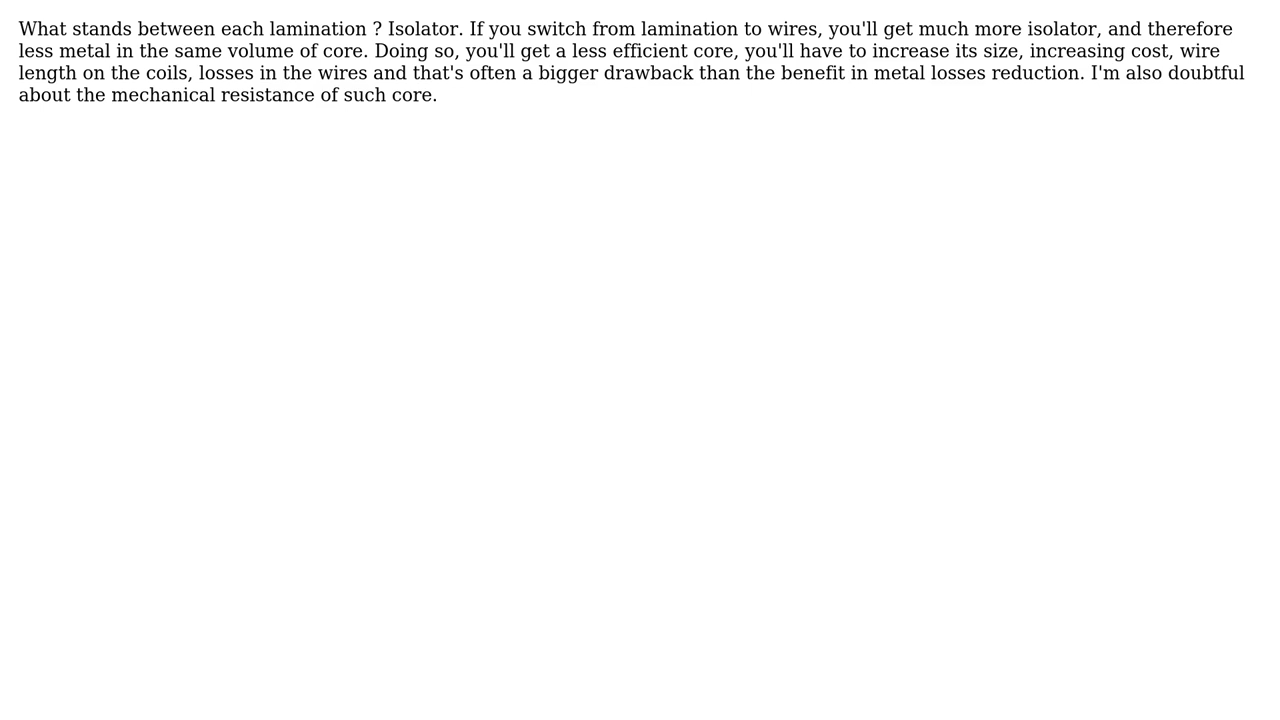 What stands between each lamination ? Isolator. If you switch from lamination to wires, you'll get much more isolator, and therefore
less metal in the same volume of core. Doing so, you'll get a less efficient core, you'll have to increase its size, increasing cost, wire
length on the coils, losses in the wires and that's often a bigger drawback than the benefit in metal losses reduction. I'm also doubtful
about the mechanical resistance of such core.